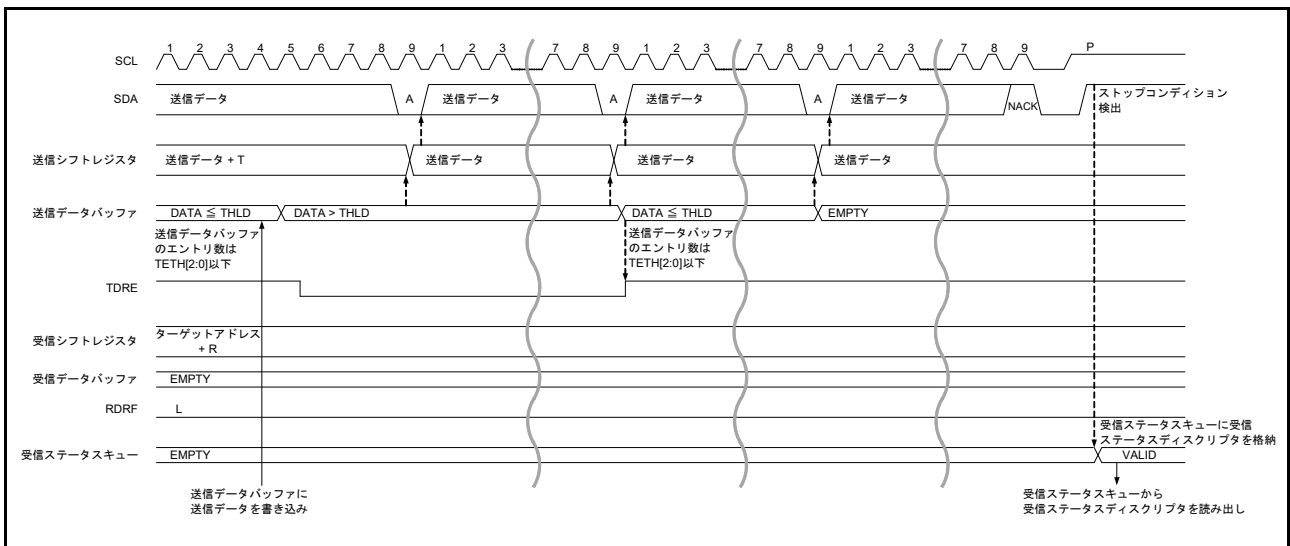 SCL 1 2 3 4 5 6 7 8 9 1 2 3 7 8 9 1 2 3 7 8 9 1 2 3 7 8 9 P
SDA 送信データ A 送信データ A 送信データ A 送信データ NACK
ストップコンディション
検出
送信シフトレジスタ 送信データ + T 送信データ 送信データ 送信データ
送信データバッファ DATA ≦ THLD DATA > THLD DATA ≦ THLD EMPTY
送信データバッファ
のエントリ数は
TETH[2:0]以下
送信データバッファ
のエントリ数は
TETH[2:0]以下
TDRE
受信シフトレジスタ
ターゲットアドレス
+ R
受信データバッファ EMPTY
RDRF L
受信ステータスキューに受信
ステータスディスクリプタを格納
受信ステータスキュー EMPTY VALID
送信データバッファに
送信データを書き込み
受信ステータスキューから
受信ステータスディスクリプタを読み出し